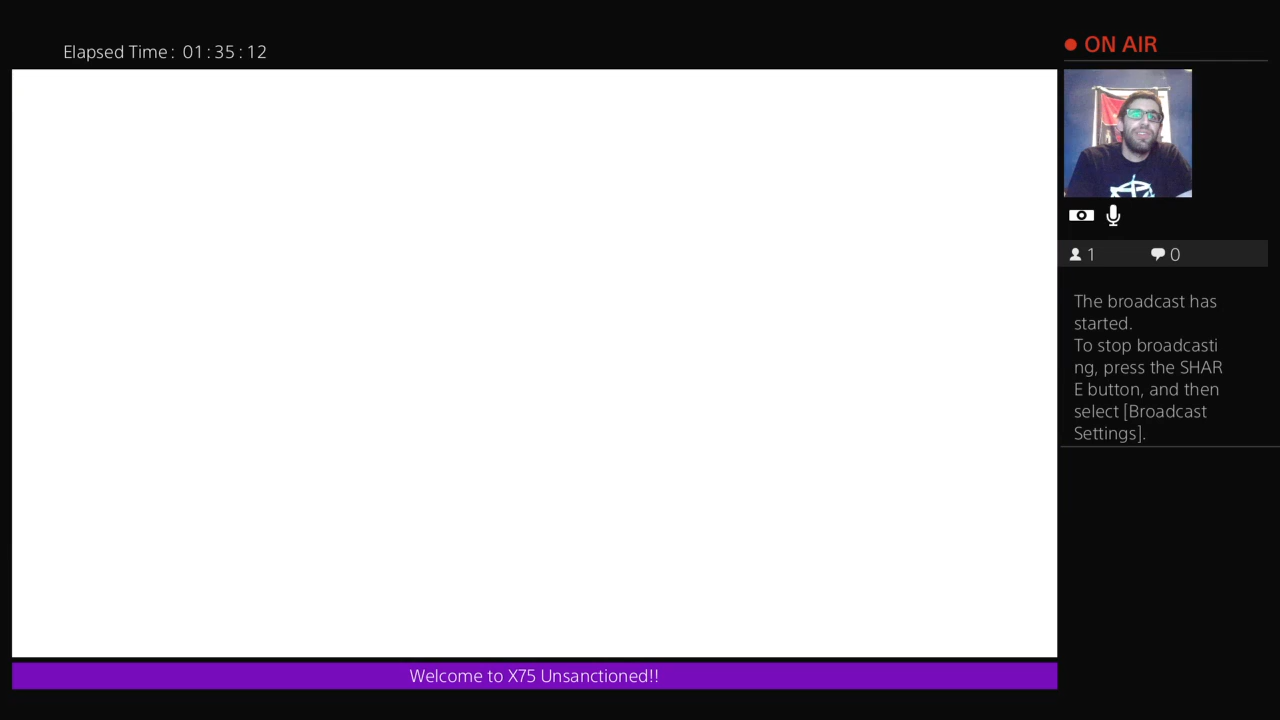 Elapsed Time: 01:35:12
ON AIR
1 0
The broadcast has
started.
To stop broadcasti
ng, press the SHAR
E button, and then
select [Broadcast
Settings].
Welcome to X75 Unsanctioned!!